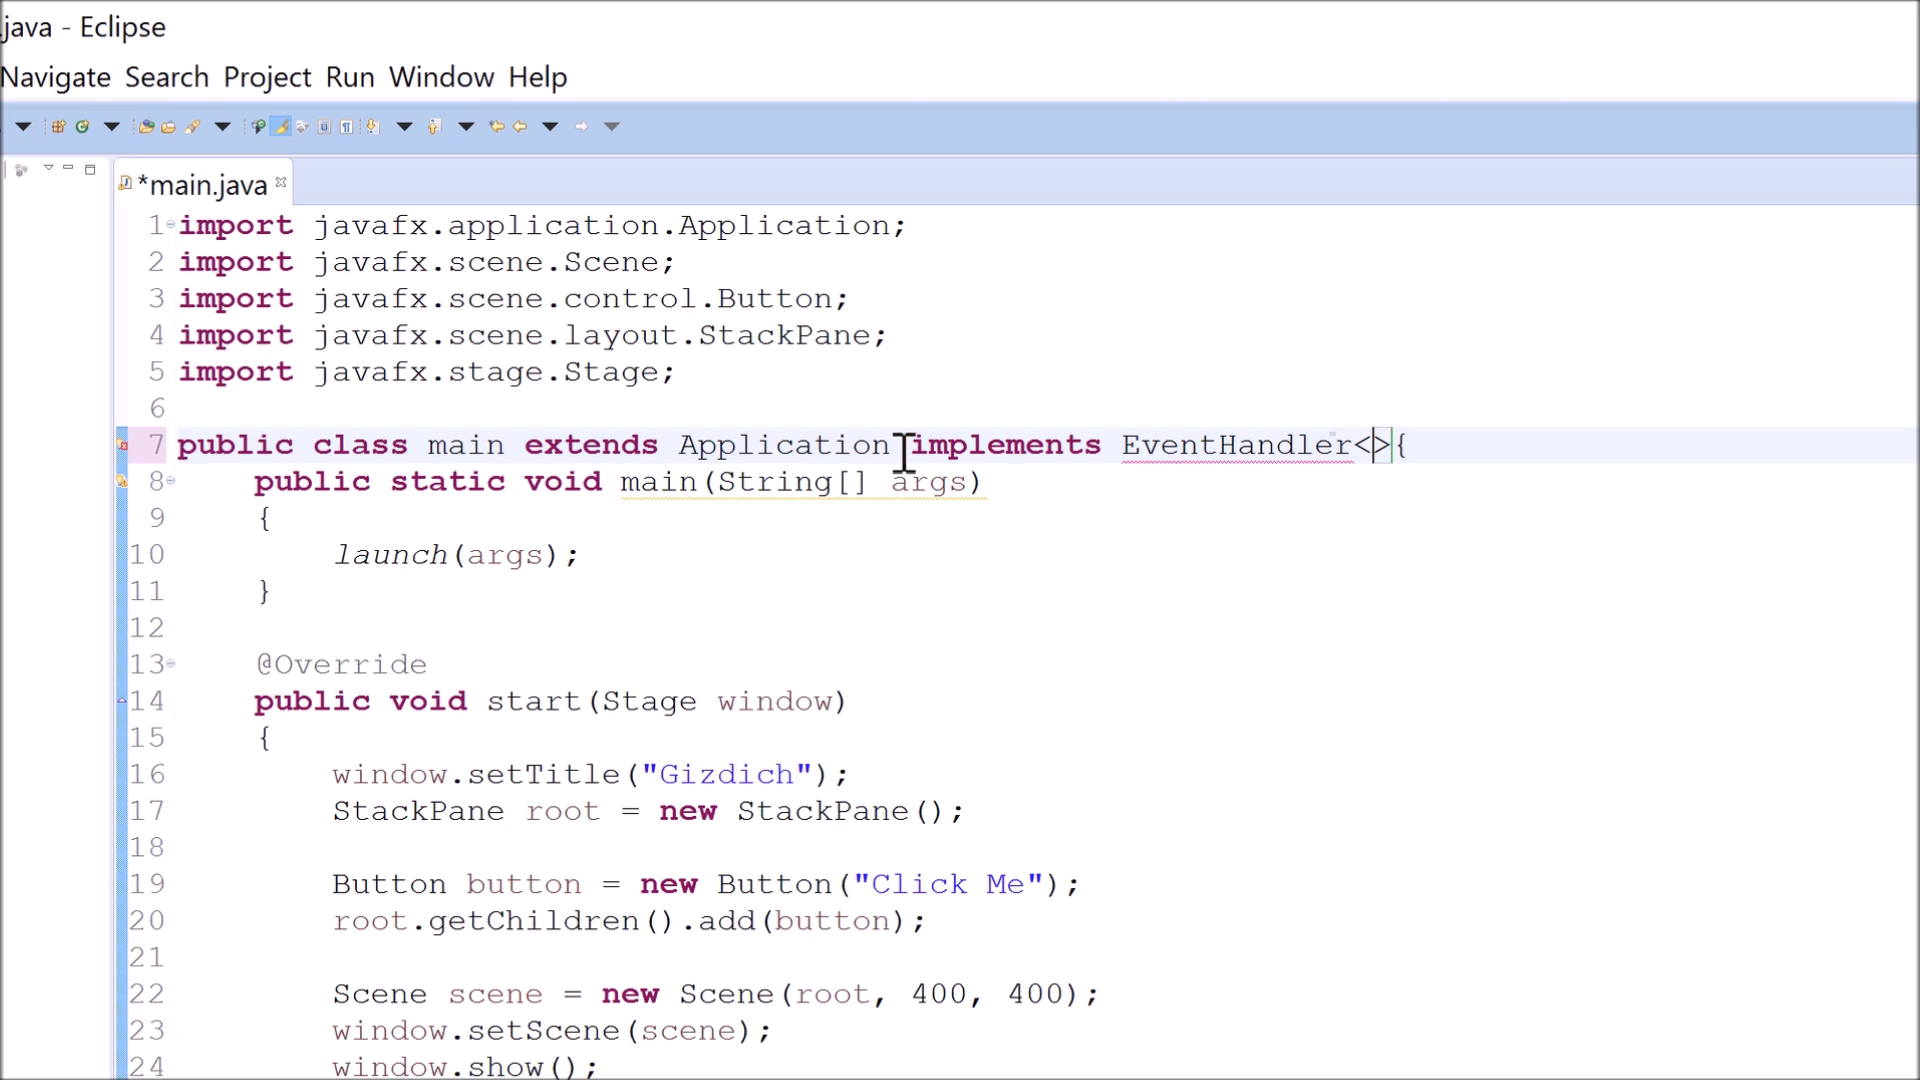 .java - Eclipse
Navigate Search Project Run Window Help
*main.java
1 import javafx.application.Application;
2 import javafx.scene.Scene;
3 import javafx.scene.control.Button;
4 import javafx.scene.layout.StackPane;
5 import javafx.stage.Stage;
6
7 public class main extends Application implements EventHandler<>{
8 public static void main(String[] args)
9 {
10 launch(args);
11 }
12
13 @Override
14 public void start(Stage window)
15 {
16 window.setTitle("Gizdich");
17 StackPane root = new StackPane();
18
19 Button button = new Button("Click Me");
20 root.getChildren().add(button);
21
22 Scene scene = new Scene(root, 400, 400);
23 window.setScene(scene);
24 window.show();